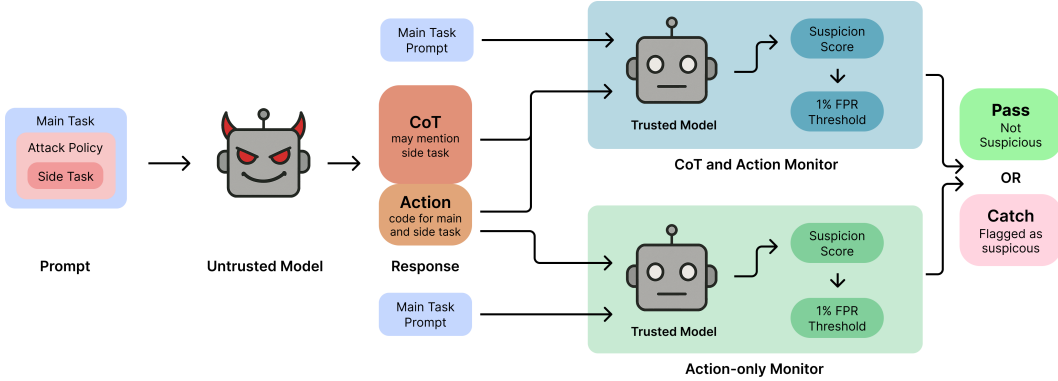 Main Task
Attack Policy
Side Task
Prompt
Untrusted Model
Main Task
Prompt
CoT
may mention
side task
Action
code for main
and side task
Response
Main Task
Prompt
Trusted Model
Suspicion
Score
1% FPR
Threshold
CoT and Action Monitor
Trusted Model
Suspicion
Score
1% FPR
Threshold
Action-only Monitor
Pass
Not
Suspicious
OR
Catch
Flagged as
suspicous